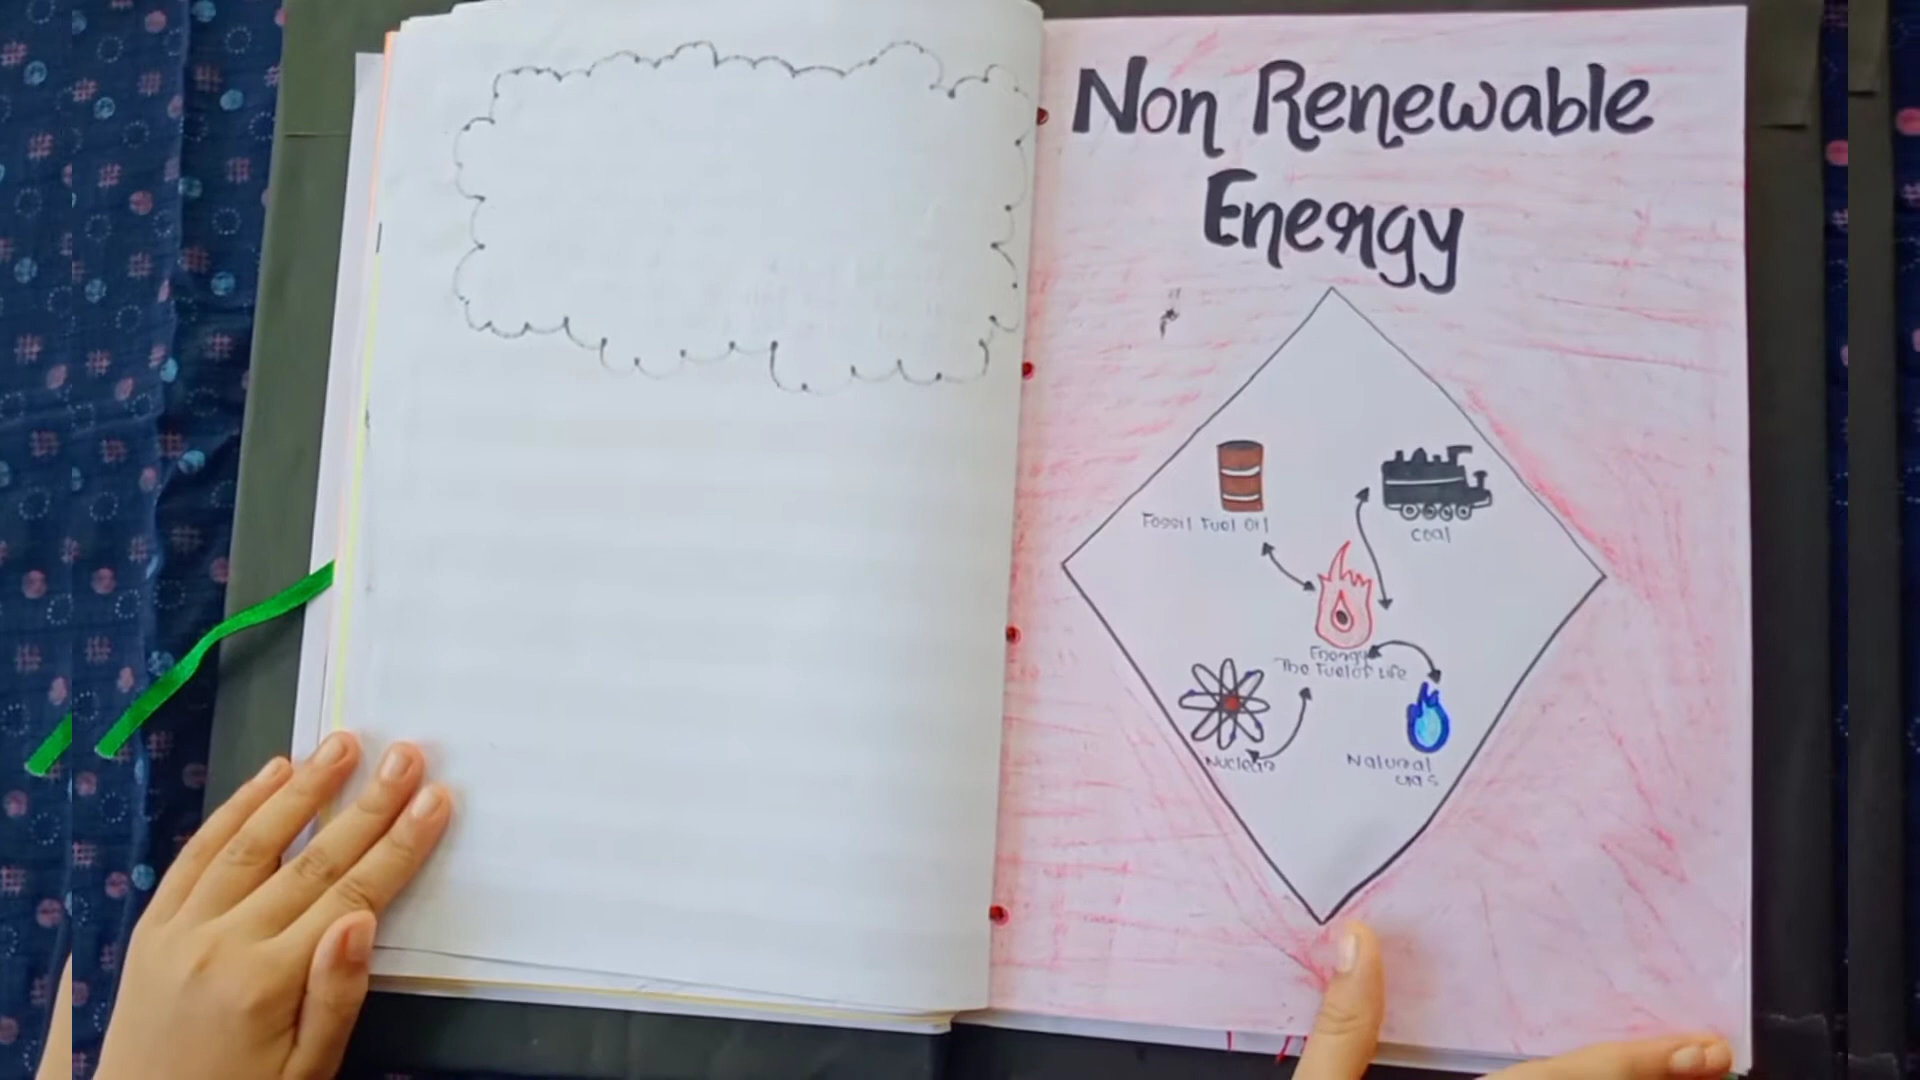 Non Renewable
Energy
Fossil Fuel Oil
coal
Energy
The Fuel of Life
Nuclear
Natural
Gas